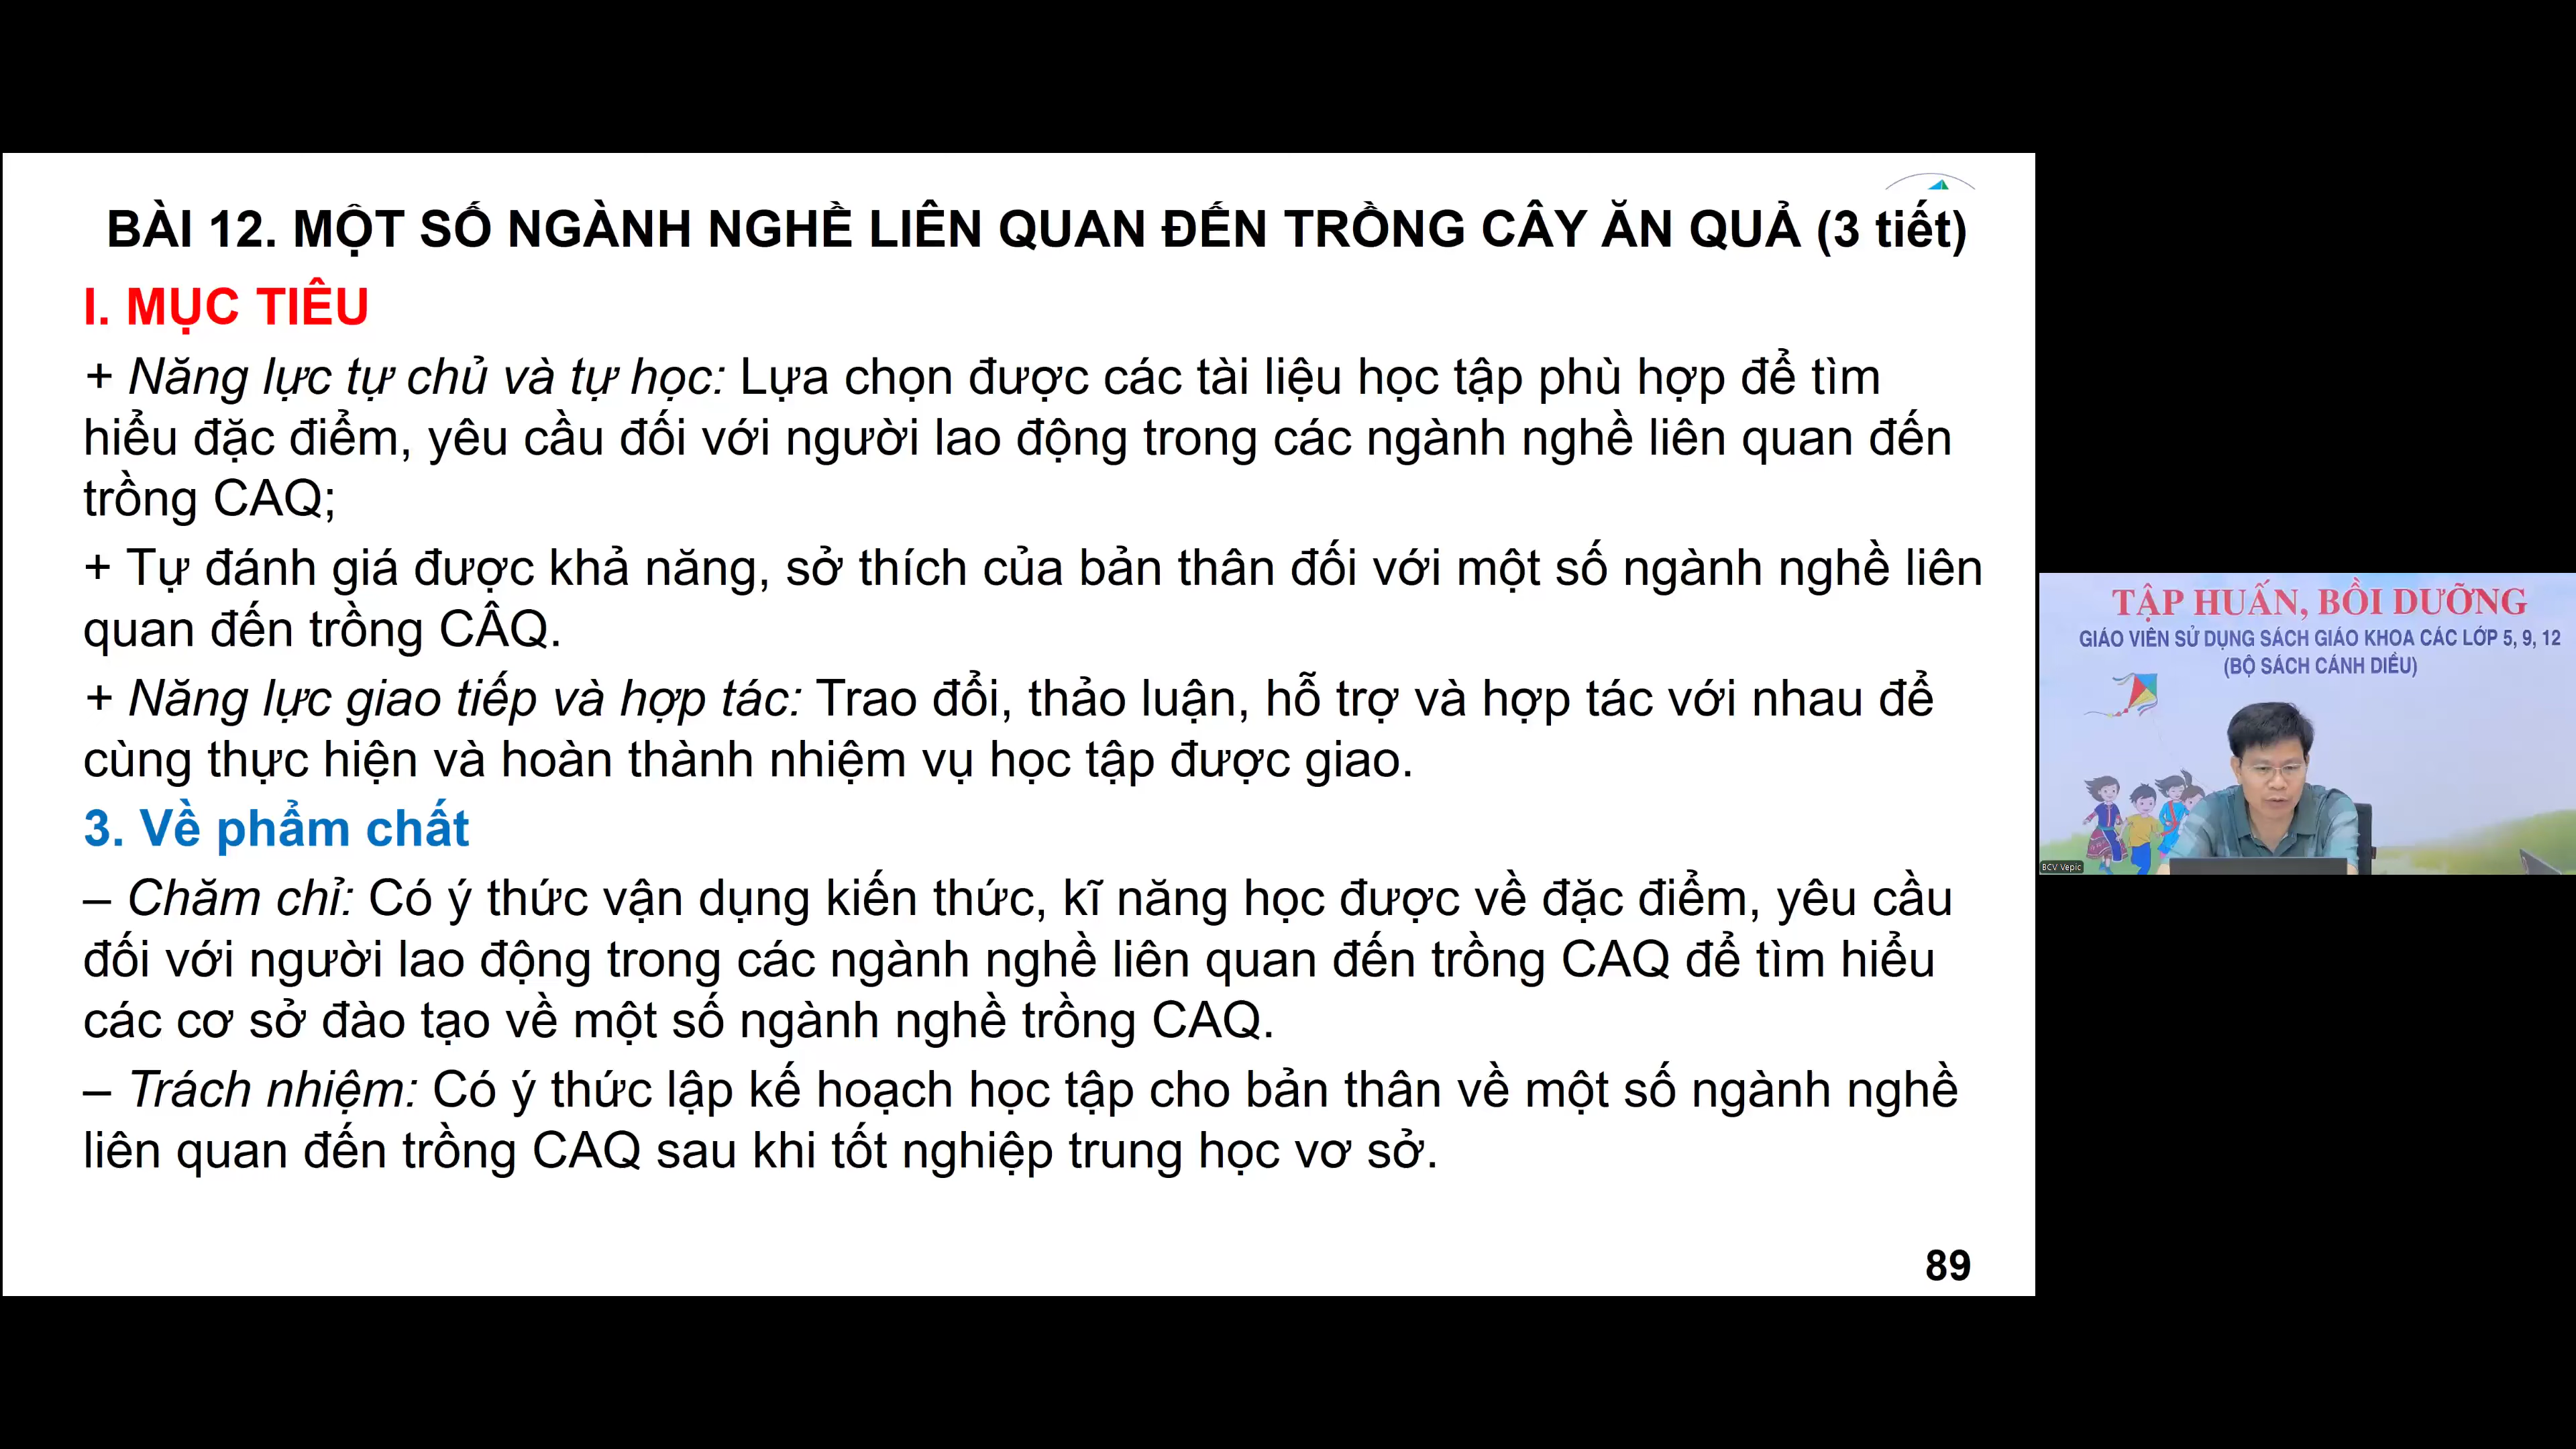 BÀI 12. MỘT SỐ NGÀNH NGHỀ LIÊN QUAN ĐẾN TRỒNG CÂY ĂN QUẢ (3 tiết)
I. MỤC TIÊU
+ Năng lực tự chủ và tự học: Lựa chọn được các tài liệu học tập phù hợp để tìm
hiểu đặc điểm, yêu cầu đối với người lao động trong các ngành nghề liên quan đến
trồng CAQ;
+ Tự đánh giá được khả năng, sở thích của bản thân đối với một số ngành nghề liên
quan đến trồng CÂQ.
+ Năng lực giao tiếp và hợp tác: Trao đổi, thảo luận, hỗ trợ và hợp tác với nhau để
cùng thực hiện và hoàn thành nhiệm vụ học tập được giao.
3. Về phẩm chất
– Chăm chỉ: Có ý thức vận dụng kiến thức, kĩ năng học được về đặc điểm, yêu cầu
đối với người lao động trong các ngành nghề liên quan đến trồng CAQ để tìm hiểu
các cơ sở đào tạo về một số ngành nghề trồng CAQ.
– Trách nhiệm: Có ý thức lập kế hoạch học tập cho bản thân về một số ngành nghề
liên quan đến trồng CAQ sau khi tốt nghiệp trung học vơ sở.
89
TẬP HUẤN, BỒI DƯỠNG
GIÁO VIÊN SỬ DỤNG SÁCH GIÁO KHOA CÁC LỚP 5, 9, 12
(BỘ SÁCH CÁNH DIỀU)
BCV Vepic